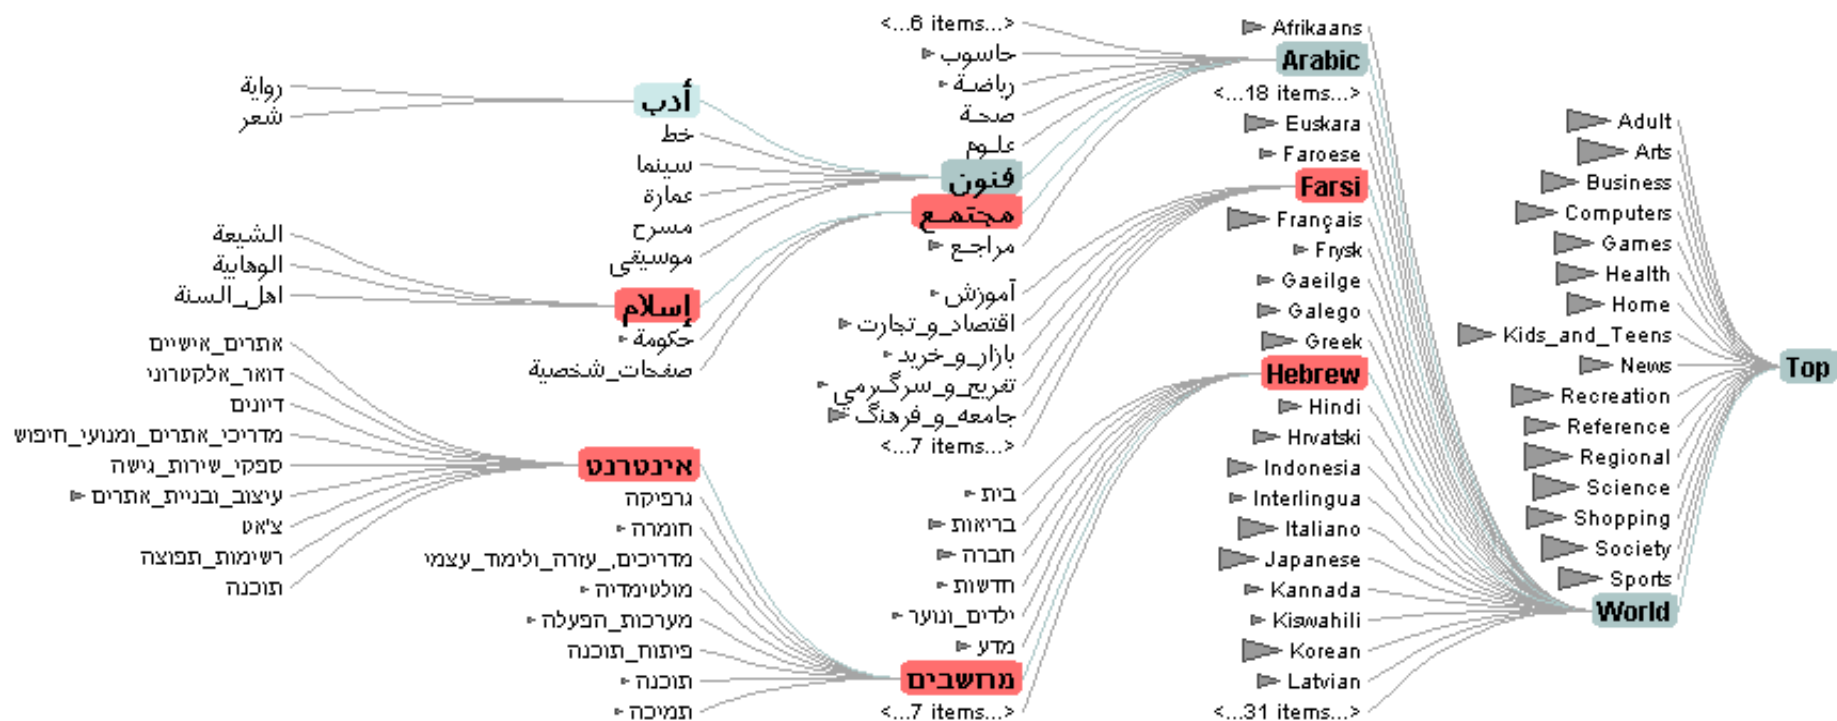 Top
Adult
Arts
Business
Computers
Games
Health
Home
Kids_and_Teens
News
Recreation
Reference
Regional
Science
Shopping
Society
Sports
World
Afrikaans
Arabic
<...18 items...>
Euskara
Faroese
Farsi
Français
Frysk
Gaeilge
Galego
Greek
Hebrew
Hindi
Hrvatski
Indonesia
Interlingua
Italiano
Japanese
Kannada
Kiswahili
Korean
Latvian
<...31 items...>
<...6 items...>
حاسوب
رياضة
صحة
علوم
فنون
مجتمع
مراجع
آموزش
اقتصاد_و_تجارت
بازار_و_خريد
تفريح_و_سرگرمي
جامعه_و_فرهنگ
<...7 items...>
בית
בריאות
חברה
חדשות
ילדים_ונוער
מדע
מחשבים
<...7 items...>
أدب
خط
سينما
عمارة
مسرح
موسيقى
إسلام
حكومة
صفحات_شخصية
אינטרנט
גרפיקה
חומרה
מדריכים,_עזרה_ולימוד_עצמי
מולטימדיה
מערכות_הפעלה
פיתוח_תוכנה
תוכנה
תמיכה
رواية
شعر
الشيعة
الوهابية
اهل_السنة
אתרים_אישיים
דואר_אלקטרוני
דיונים
מדריכי_אתרים_ומנועי_חיפוש
ספקי_שירות_גישה
עיצוב_ובניית_אתרים
צ'אט
רשימות_תפוצה
תוכנה